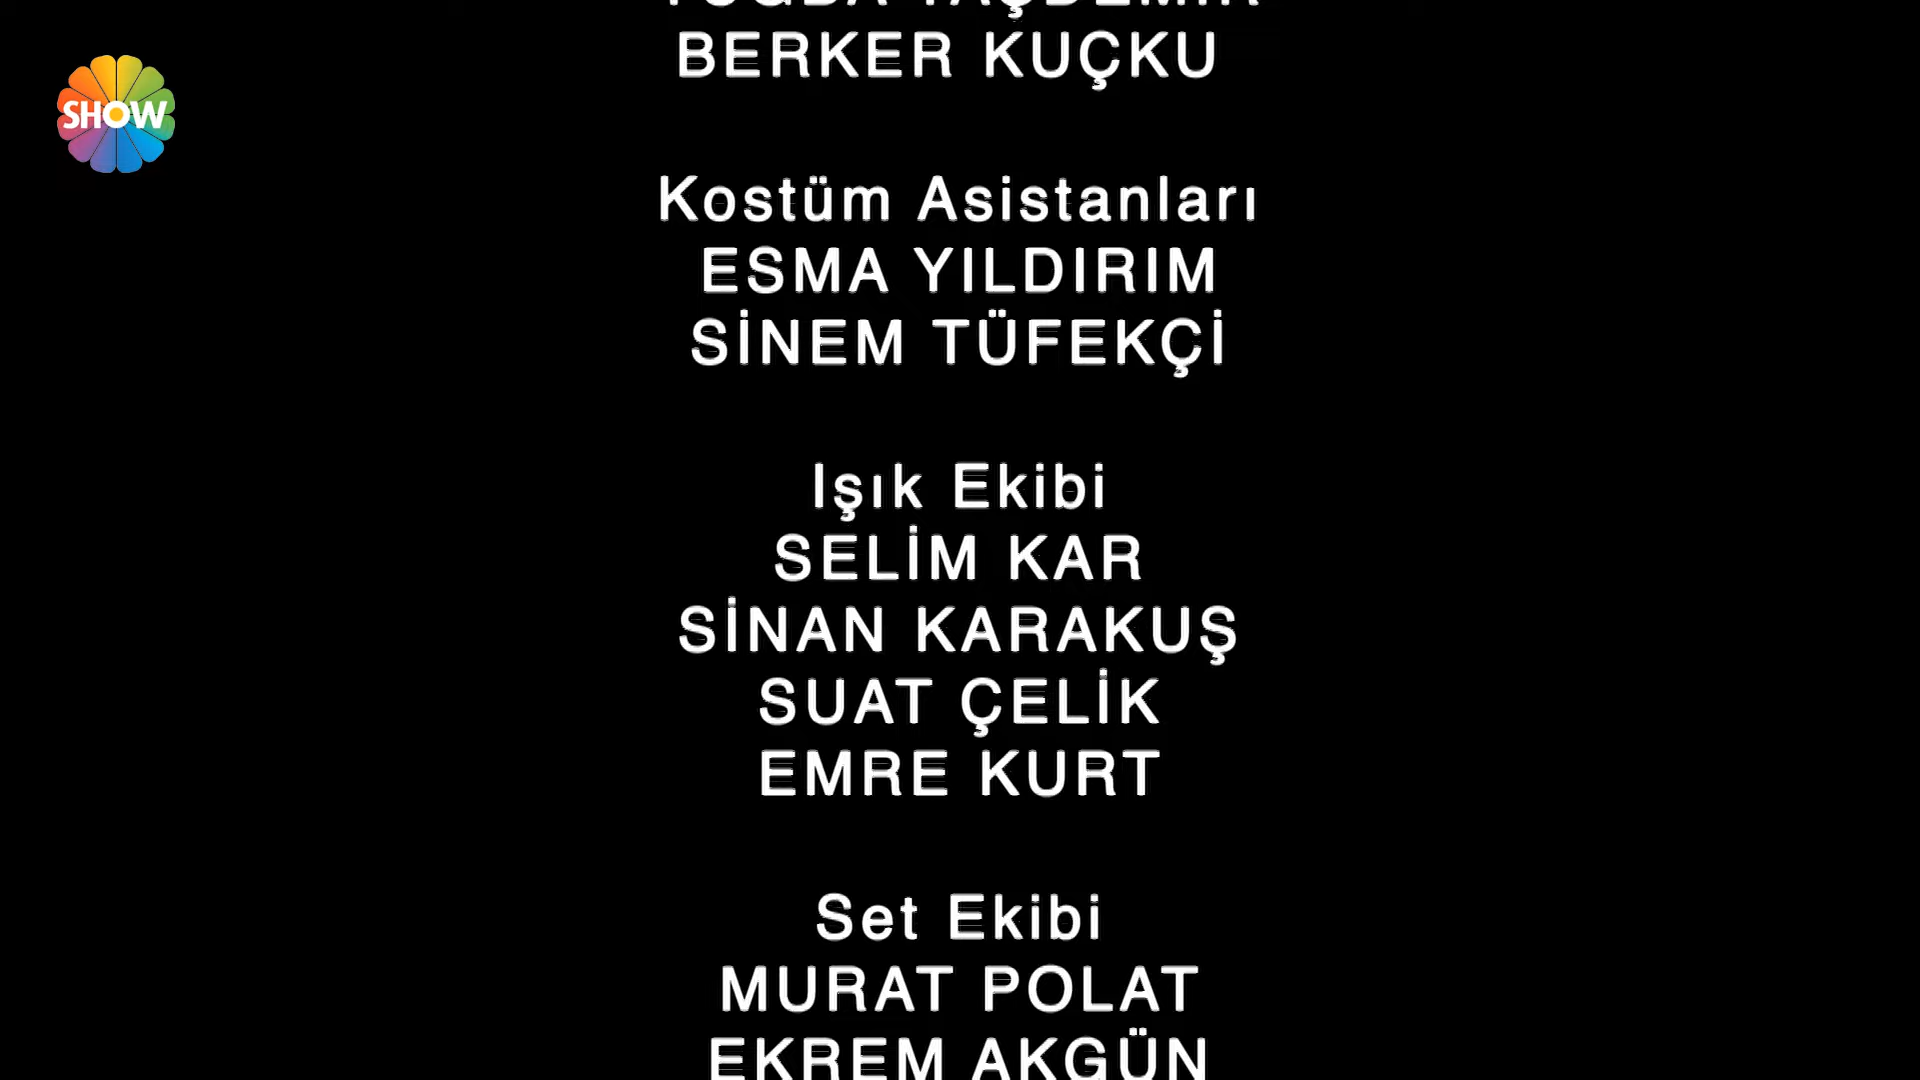 BERKER KUÇKU
SHOW
Kostüm Asistanları
ESMA YILDIRIM
SİNEM TÜFEKÇİ
Işık Ekibi
SELİM KAR
SİNAN KARAKUŞ
SUAT ÇELİK
EMRE KURT
Set Ekibi
MURAT POLAT
EKREM AKGÜN